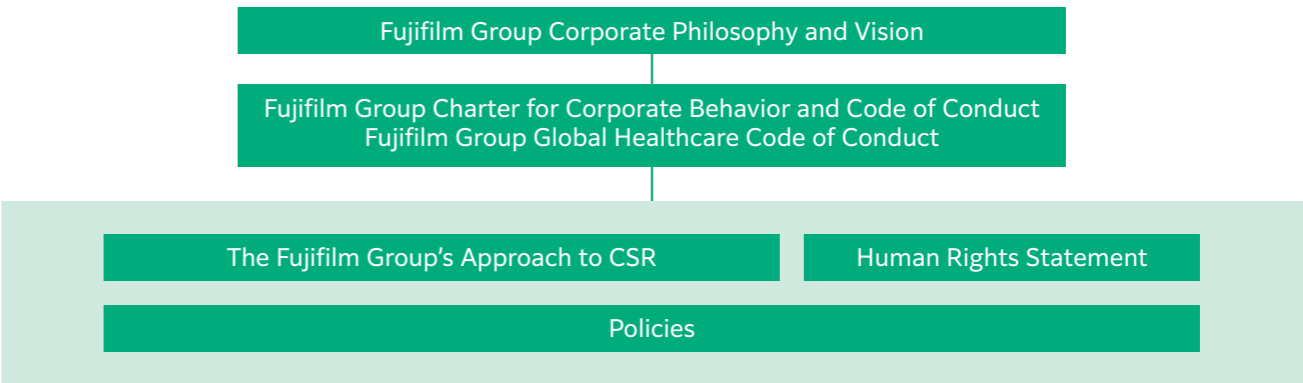 Fujifilm Group Corporate Philosophy and Vision
Fujifilm Group Charter for Corporate Behavior and Code of Conduct
Fujifilm Group Global Healthcare Code of Conduct
The Fujifilm Group’s Approach to CSR
Human Rights Statement
Policies